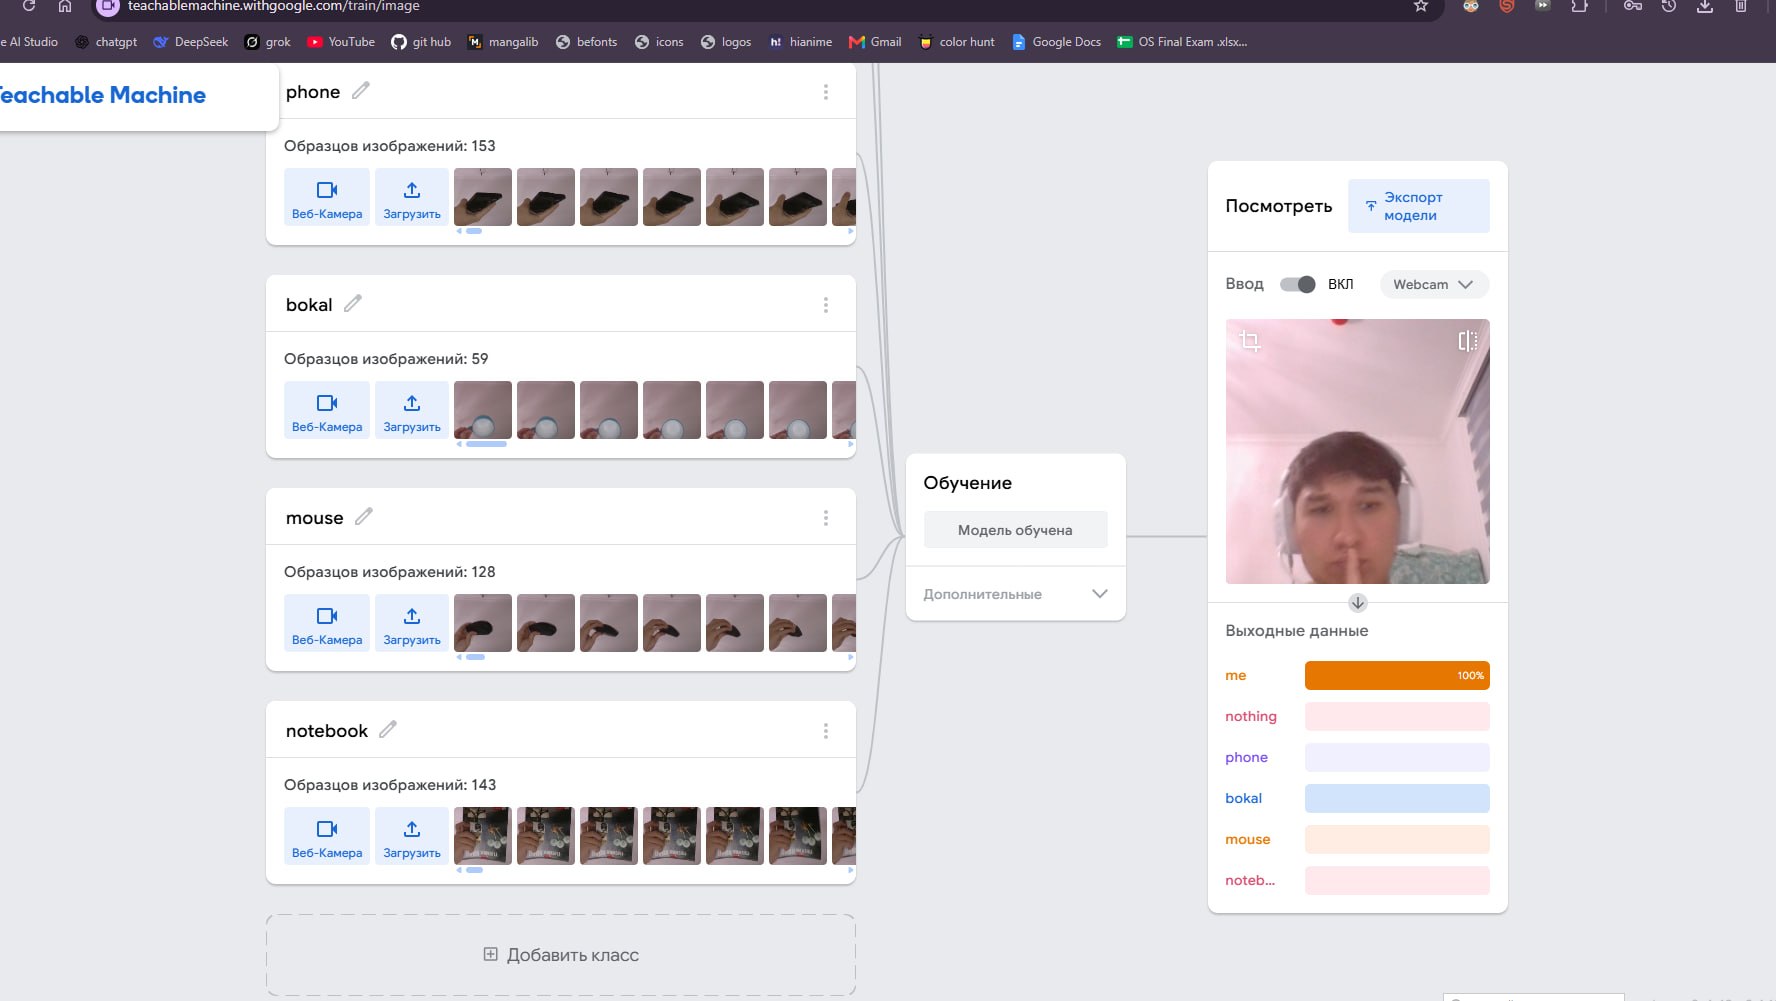 teachablemachine.withgoogle.com/train/image
e AI Studio chatgpt DeepSeek grok YouTube git hub mangalib befonts icons logos hianime Gmail color hunt Google Docs OS Final Exam .xlsx...
Teachable Machine
phone
Образцов изображений: 153
Веб-Камера Загрузить
bokal
Образцов изображений: 59
Веб-Камера Загрузить
mouse
Образцов изображений: 128
Веб-Камера Загрузить
notebook
Образцов изображений: 143
Веб-Камера Загрузить
Добавить класс
Обучение
Модель обучена
Дополнительные
Посмотреть
Экспорт
модели
Ввод ВКЛ Webcam
Выходные данные
me 100%
nothing
phone
bokal
mouse
noteb...